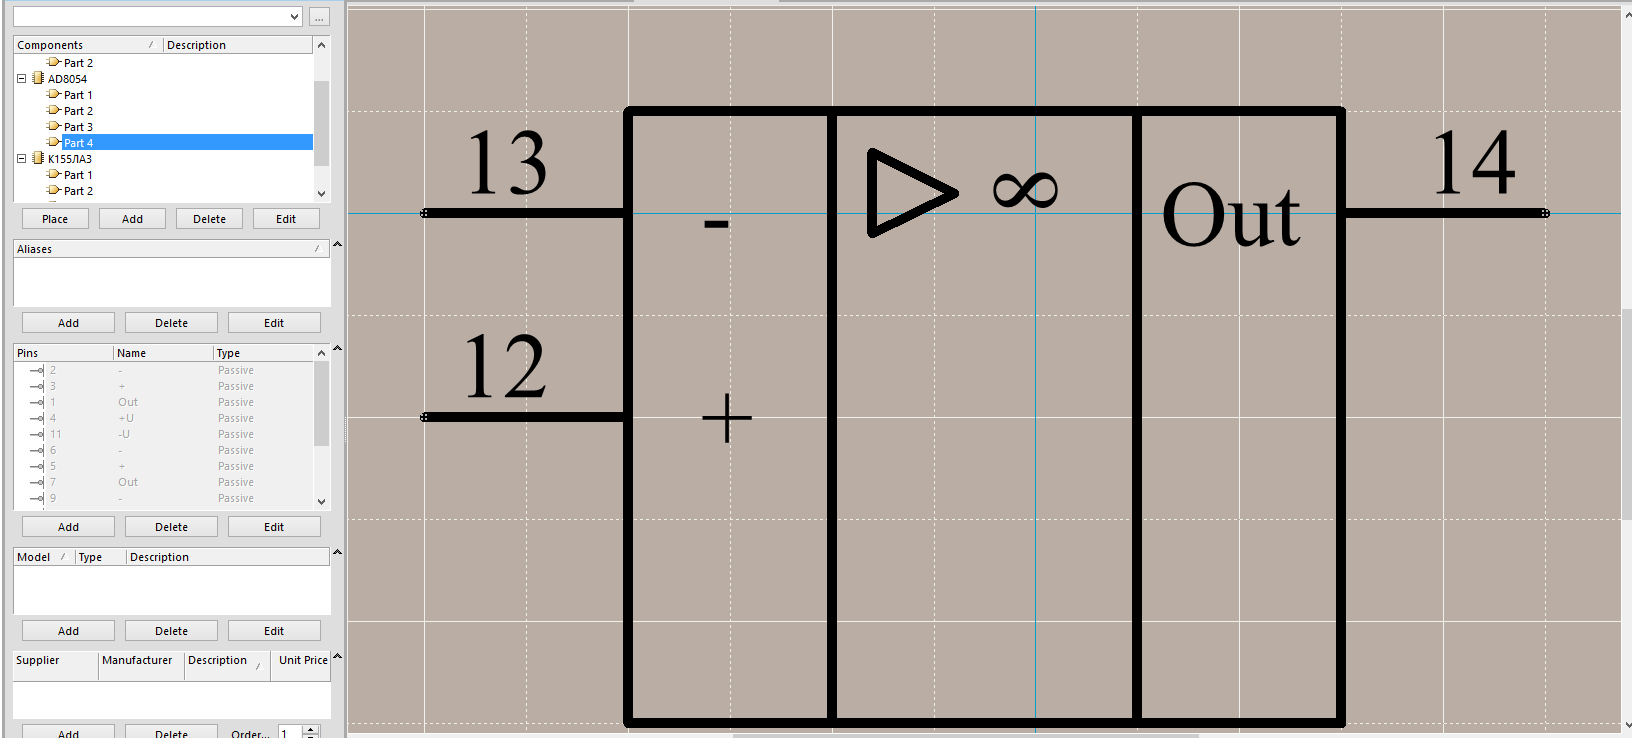 ...
Components Description
Part 2
AD8054
Part 1
Part 2
Part 3
Part 4
К155ЛА3
Part 1
Part 2
Place Add Delete Edit
Aliases
Add Delete Edit
Pins Name Type
2 - Passive
3 + Passive
1 Out Passive
4 +U Passive
11 -U Passive
6 - Passive
5 + Passive
7 Out Passive
9 - Passive
Add Delete Edit
Model Type Description
Add Delete Edit
Supplier Manufacturer Description Unit Price
Add Delete Order... 1
13
-
∞
Out
14
12
+